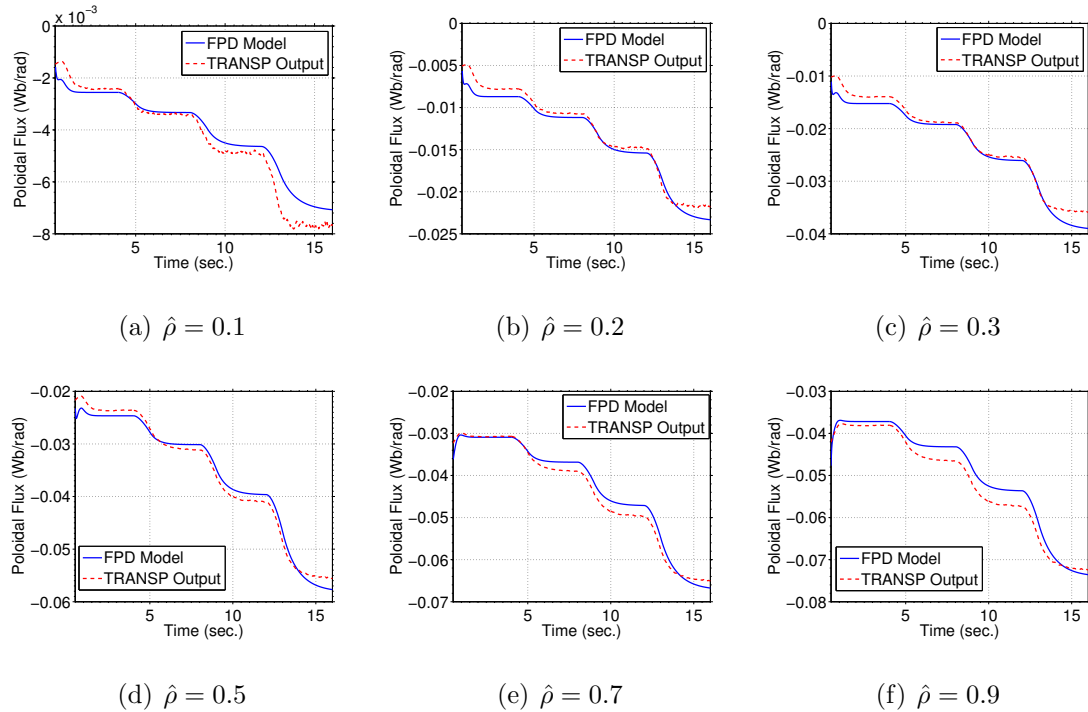 0
x 10⁻³
−2
−4
−6
−8
Poloidal Flux (Wb/rad)
FPD Model
TRANSP Output
5
10
15
Time (sec.)
(a) ρ̂ = 0.1
0
−0.005
−0.01
−0.015
−0.02
−0.025
Poloidal Flux (Wb/rad)
FPD Model
TRANSP Output
5
10
15
Time (sec.)
(b) ρ̂ = 0.2
0
−0.01
−0.02
−0.03
−0.04
Poloidal Flux (Wb/rad)
FPD Model
TRANSP Output
5
10
15
Time (sec.)
(c) ρ̂ = 0.3
−0.02
−0.03
−0.04
−0.05
−0.06
Poloidal Flux (Wb/rad)
FPD Model
TRANSP Output
5
10
15
Time (sec.)
(d) ρ̂ = 0.5
−0.02
−0.03
−0.04
−0.05
−0.06
−0.07
Poloidal Flux (Wb/rad)
FPD Model
TRANSP Output
5
10
15
Time (sec.)
(e) ρ̂ = 0.7
−0.03
−0.04
−0.05
−0.06
−0.07
−0.08
Poloidal Flux (Wb/rad)
FPD Model
TRANSP Output
5
10
15
Time (sec.)
(f) ρ̂ = 0.9